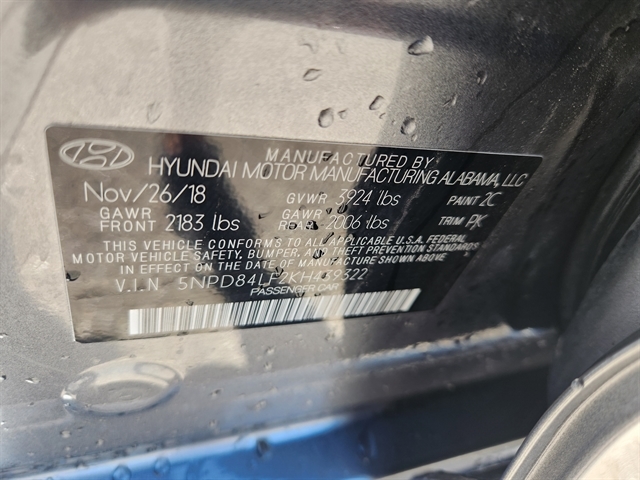 MANUFACTURED BY
HYUNDAI MOTOR MANUFACTURING ALABAMA, LLC
Nov/26/18 GVWR 3924 lbs PAINT 2C
GAWR FRONT 2183 lbs GAWR REAR 2006 lbs TRIM PK
THIS VEHICLE CONFORMS TO ALL APPLICABLE U.S.A. FEDERAL
MOTOR VEHICLE SAFETY, BUMPER, AND THEFT PREVENTION
STANDARDS IN EFFECT ON THE DATE OF MANUFACTURE SHOWN ABOVE.
V.I.N 5NPD84LF2KH439322
PASSENGER CAR